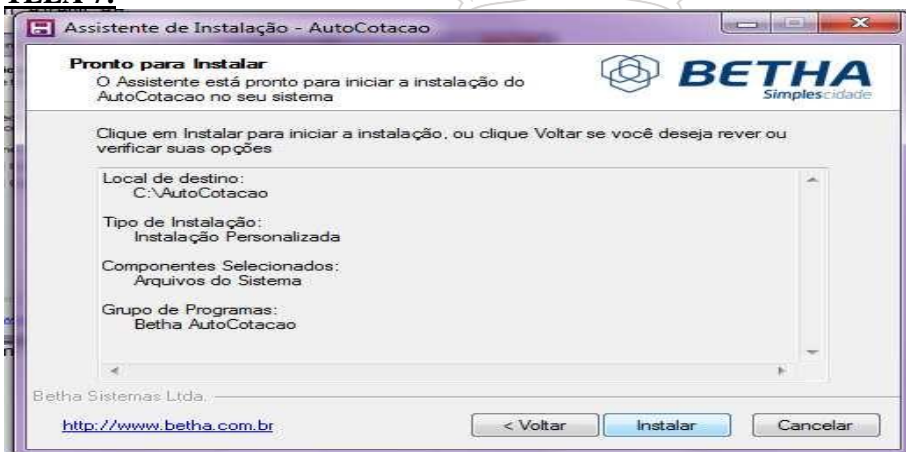 TELA 7:
Assistente de Instalação - AutoCotacao
Pronto para Instalar
O Assistente está pronto para iniciar a instalação do
AutoCotacao no seu sistema
BETHA
Simplescidade
Clique em Instalar para iniciar a instalação, ou clique Voltar se você deseja rever ou
verificar suas opções
Local de destino:
C:\AutoCotacao
Tipo de Instalação:
Instalação Personalizada
Componentes Selecionados:
Arquivos do Sistema
Grupo de Programas:
Betha AutoCotacao
Betha Sistemas Ltda.
http://www.betha.com.br
< Voltar
Instalar
Cancelar